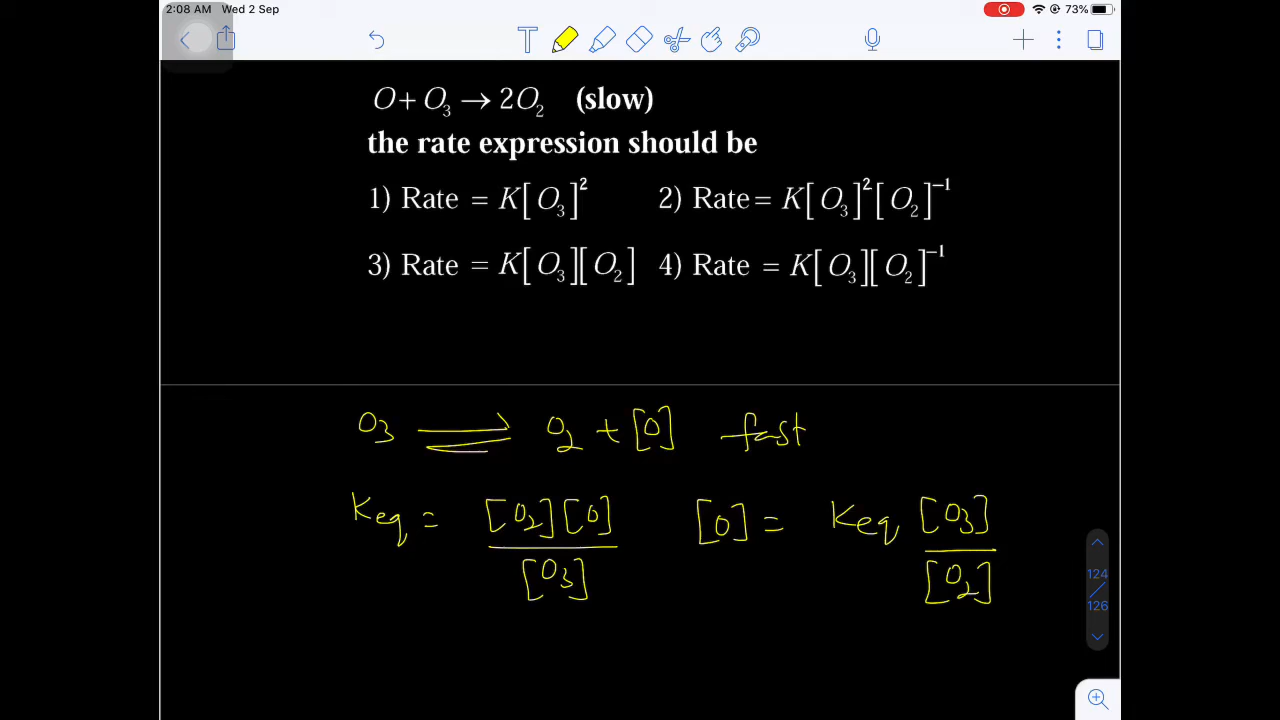 2:08 AM Wed 2 Sep 73%
T
O + O₃ → 2O₂ (slow)
the rate expression should be
1) Rate = K[O₃]² 2) Rate = K[O₃]²[O₂]⁻¹
3) Rate = K[O₃][O₂] 4) Rate = K[O₃][O₂]⁻¹
O₃ ⇌ O₂ + [O] fast
Keq = [O₂][O] / [O₃] [O] = Keq [O₃] / [O₂]
124
126